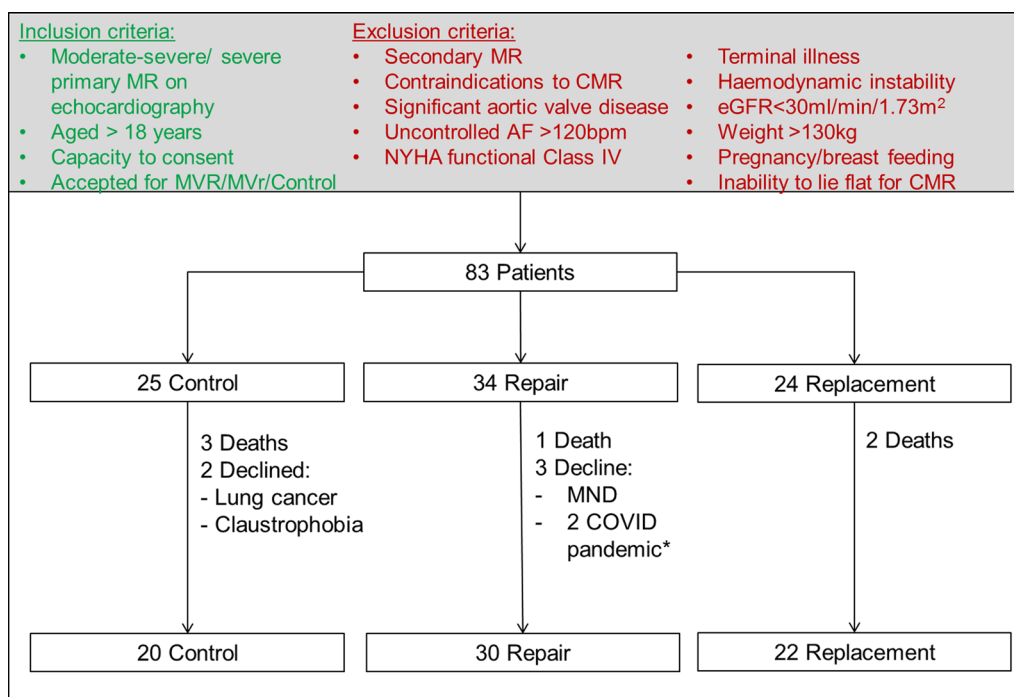 Inclusion criteria:
• Moderate-severe/ severe
primary MR on
echocardiography
• Aged > 18 years
• Capacity to consent
• Accepted for MVR/MVr/Control
Exclusion criteria:
• Secondary MR
• Contraindications to CMR
• Significant aortic valve disease
• Uncontrolled AF >120bpm
• NYHA functional Class IV
• Terminal illness
• Haemodynamic instability
• eGFR<30ml/min/1.73m²
• Weight >130kg
• Pregnancy/breast feeding
• Inability to lie flat for CMR
83 Patients
25 Control
34 Repair
24 Replacement
3 Deaths
2 Declined:
- Lung cancer
- Claustrophobia
1 Death
3 Decline:
- MND
- 2 COVID
pandemic*
2 Deaths
20 Control
30 Repair
22 Replacement